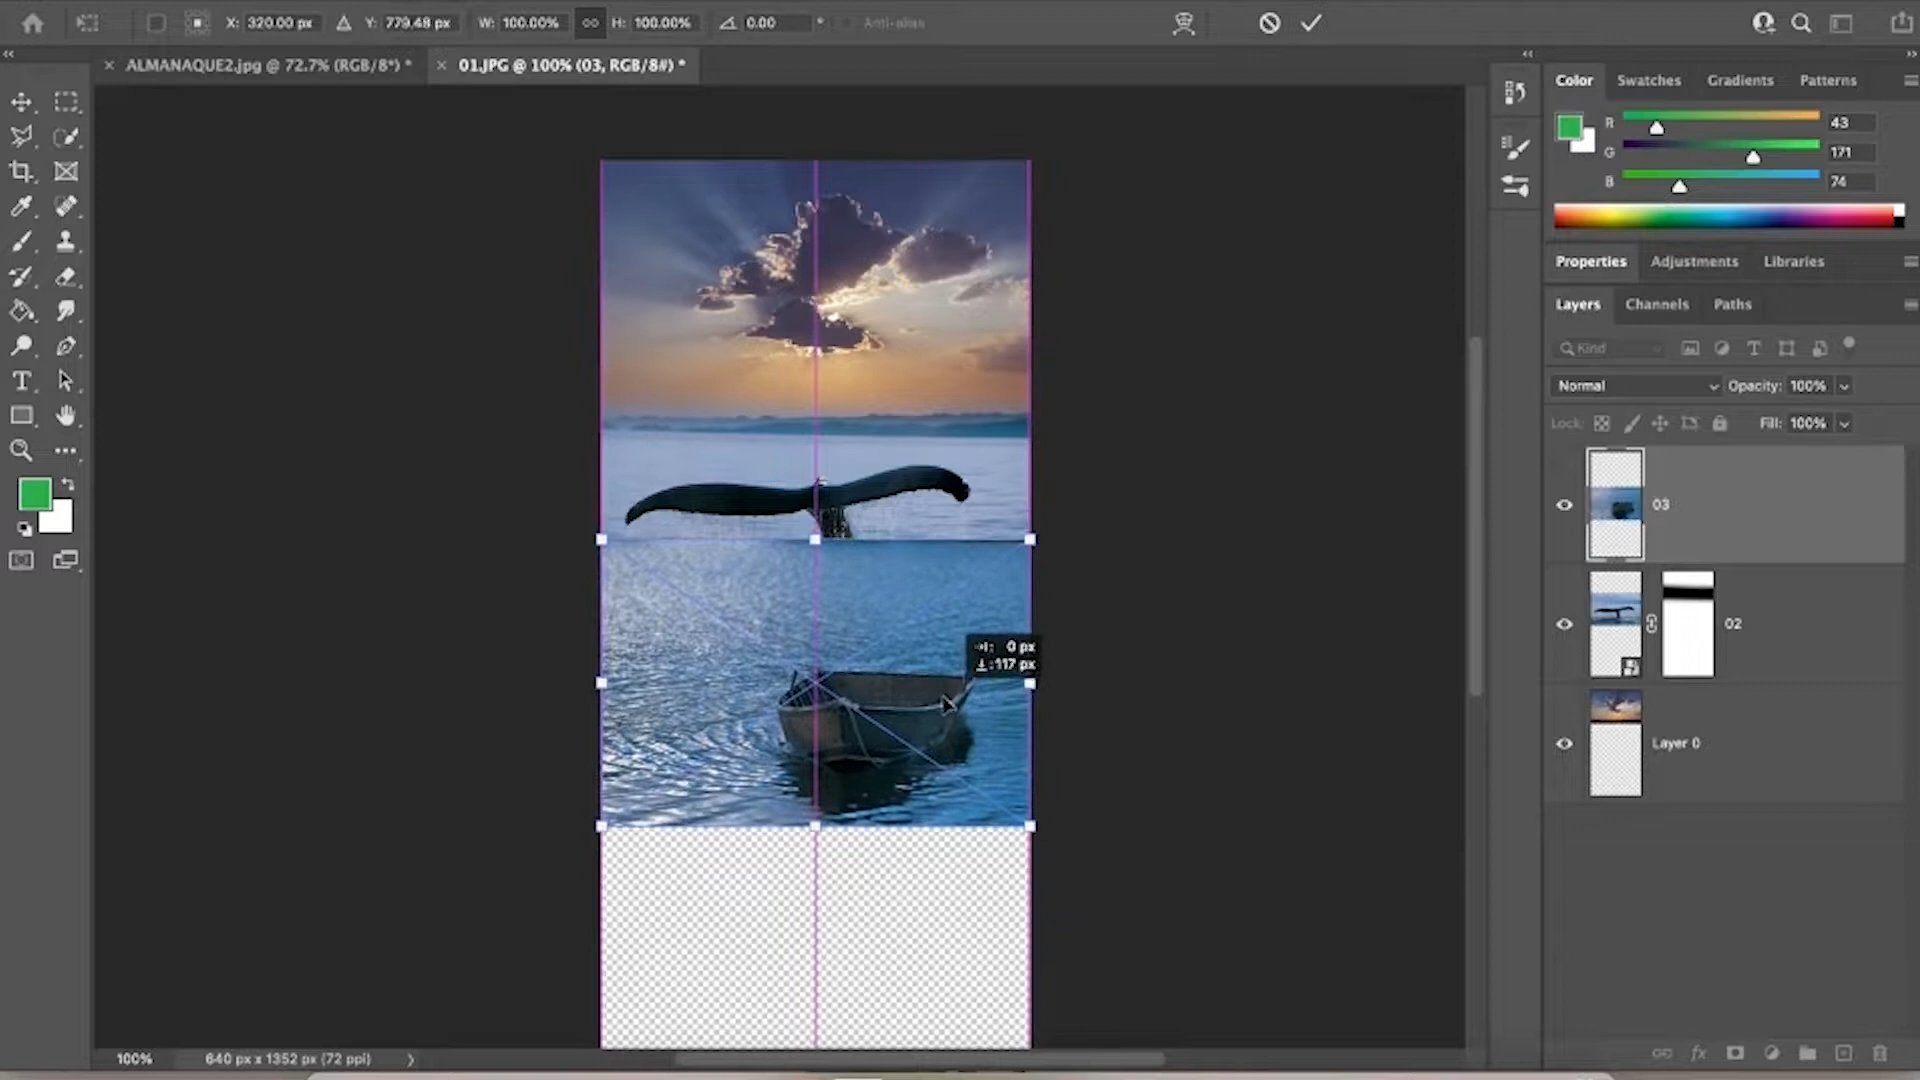 X: 320.00 px Y: 779.48 px W: 100.00% H: 100.00% 0.00 ° Anti-alias
ALMANAQUE2.jpg @ 72.7% (RGB/8*) *
01.JPG @ 100% (03, RGB/8#) *
Color Swatches Gradients Patterns
R 43
G 171
B 74
Properties Adjustments Libraries
Layers Channels Paths
Kind
Normal Opacity: 100%
Lock: Fill: 100%
03
02
Layer 0
0 px
117 px
100% 640 px x 1352 px (72 ppi)
fx